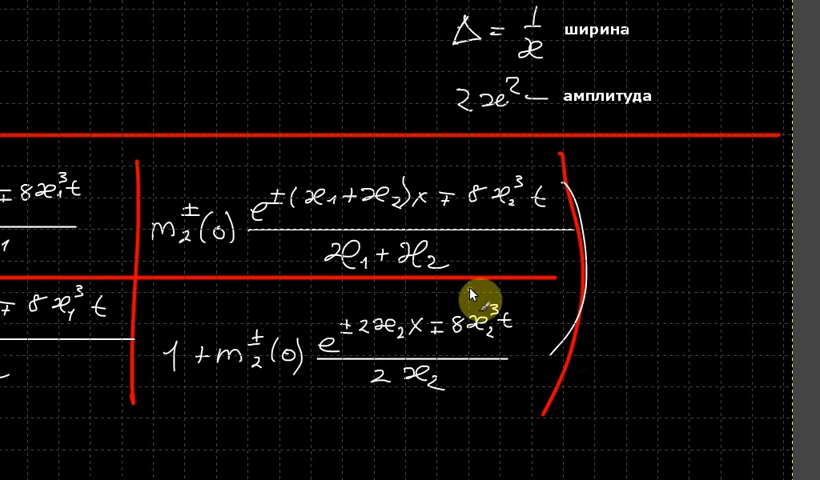 Δ = 1/ϰ ширина
2ϰ² — амплитуда
∓ 8ϰ₁³t
1
m₂^±(0) e^{±(ϰ₁+ϰ₂)x ∓ 8ϰ₂³t} / (ϰ₁ + ϰ₂)
∓ 8ϰ₁³t
1 + m₂^±(0) e^{±2ϰ₂x ∓ 8ϰ₂³t} / (2ϰ₂)